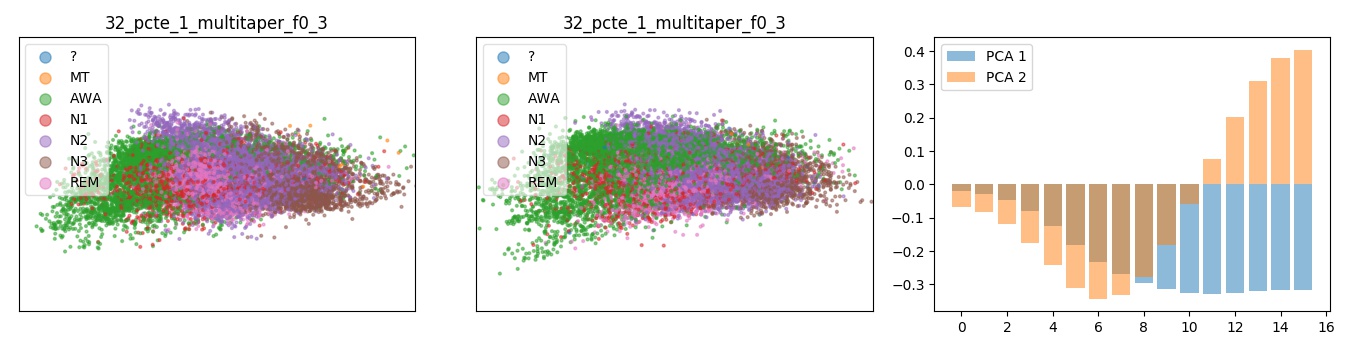 32_pcte_1_multitaper_f0_3
?
MT
AWA
N1
N2
N3
REM
32_pcte_1_multitaper_f0_3
?
MT
AWA
N1
N2
N3
REM
PCA 1
PCA 2
0.4
0.3
0.2
0.1
0.0
−0.1
−0.2
−0.3
0 2 4 6 8 10 12 14 16